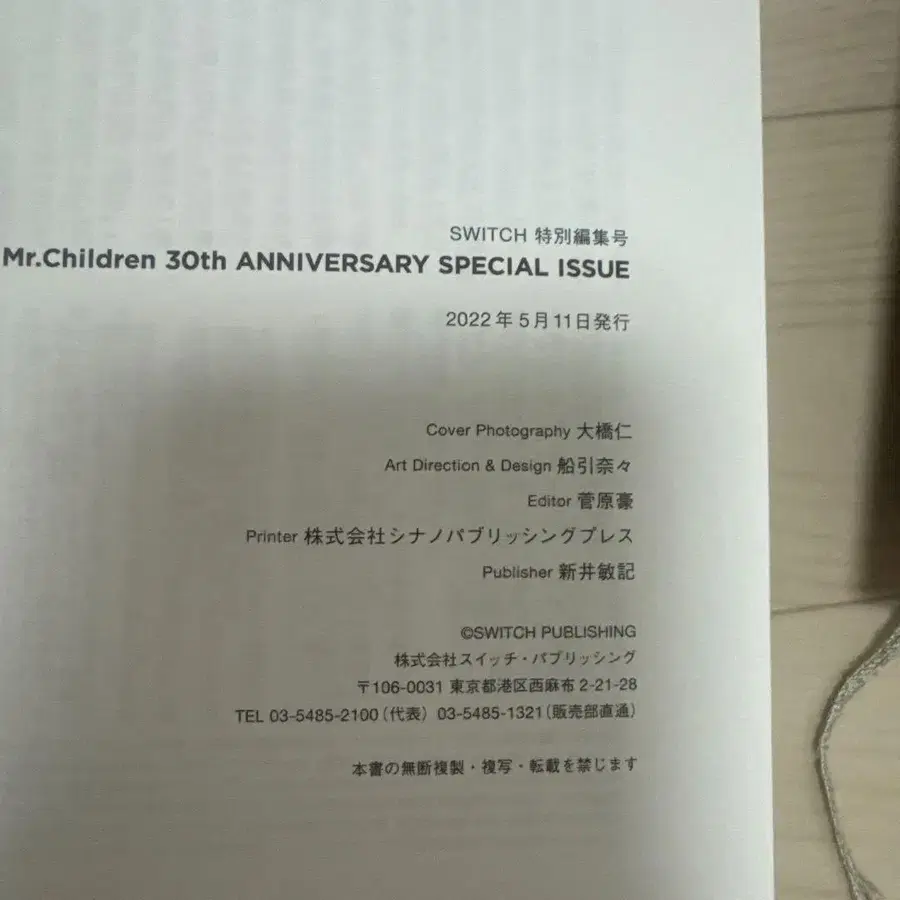 SWITCH 特別編集号
Mr.Children 30th ANNIVERSARY SPECIAL ISSUE
2022年5月11日発行
Cover Photography 大橋仁
Art Direction & Design 船引奈々
Editor 菅原豪
Printer 株式会社シナノパブリッシングプレス
Publisher 新井敏記
©SWITCH PUBLISHING
株式会社スイッチ・パブリッシング
〒106-0031 東京都港区西麻布2-21-28
TEL 03-5485-2100（代表） 03-5485-1321（販売部直通）
本書の無断複製・複写・転載を禁じます